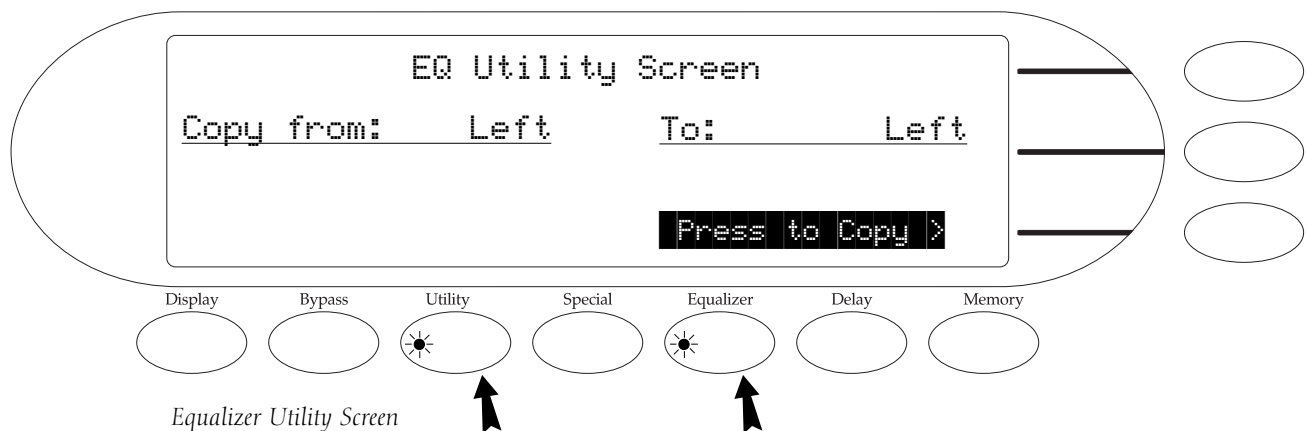 EQ Utility Screen
Copy from: Left To: Left
Press to Copy >
Display Bypass Utility Special Equalizer Delay Memory
Equalizer Utility Screen